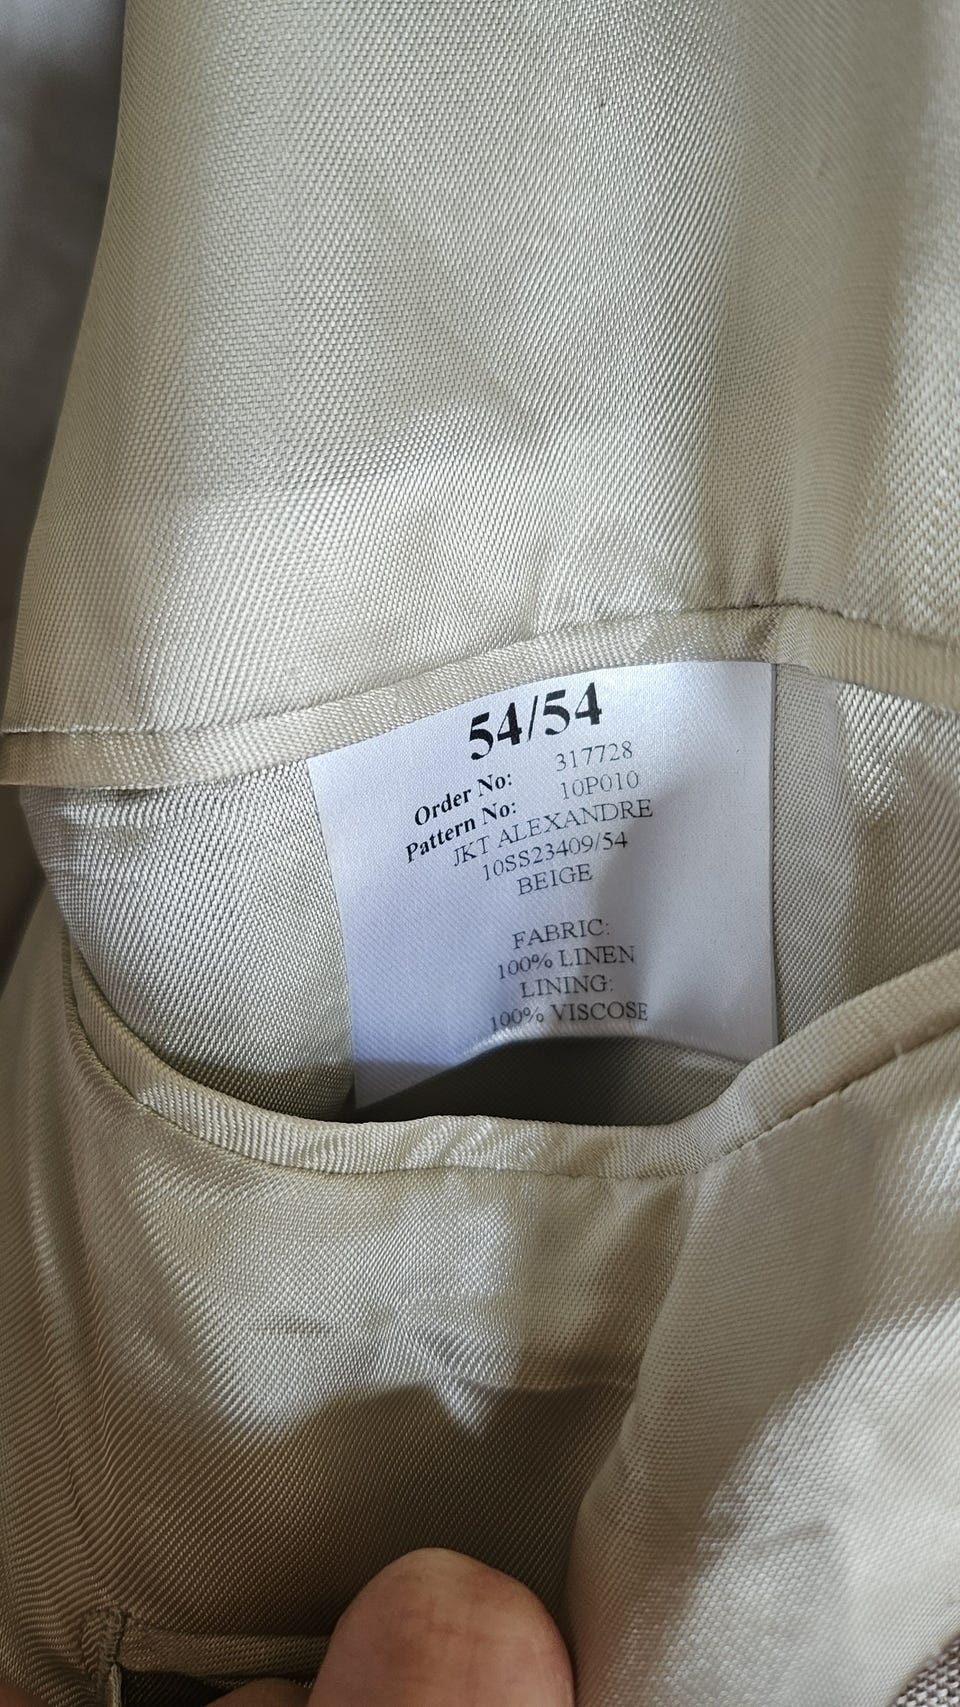 54/54
Order No: 317728
Pattern No: 10P010
JKT ALEXANDRE
10SS23409/54
BEIGE
FABRIC:
100% LINEN
LINING:
100% VISCOSE